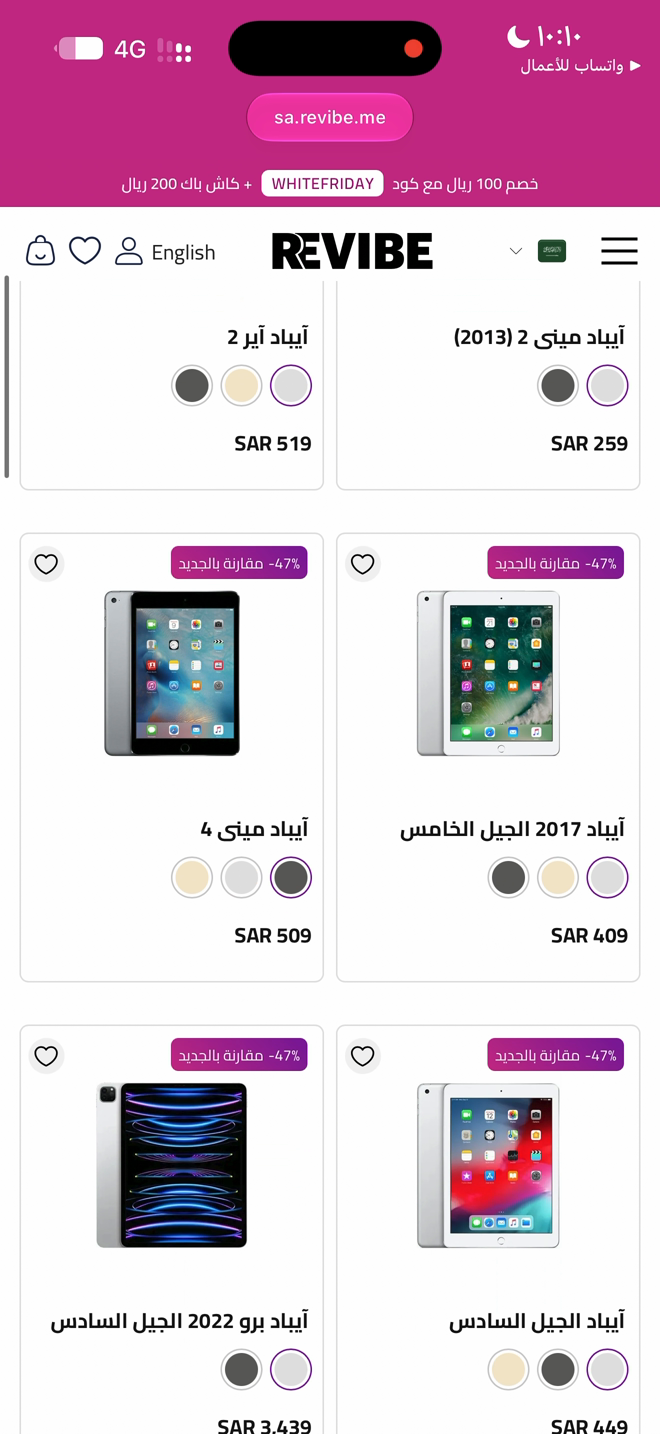 ١٠:١٠
4G
◀ واتساب للأعمال
sa.revibe.me
خصم 100 ريال مع كود WHITEFRIDAY + كاش باك 200 ريال
REVIBE
English
آيباد ميني 2 (2013)
SAR 259
آيباد آير 2
SAR 519
-47% مقارنة بالجديد
آيباد 2017 الجيل الخامس
SAR 409
-47% مقارنة بالجديد
آيباد ميني 4
SAR 509
-47% مقارنة بالجديد
آيباد الجيل السادس
SAR 449
-47% مقارنة بالجديد
آيباد برو 2022 الجيل السادس
SAR 3,439